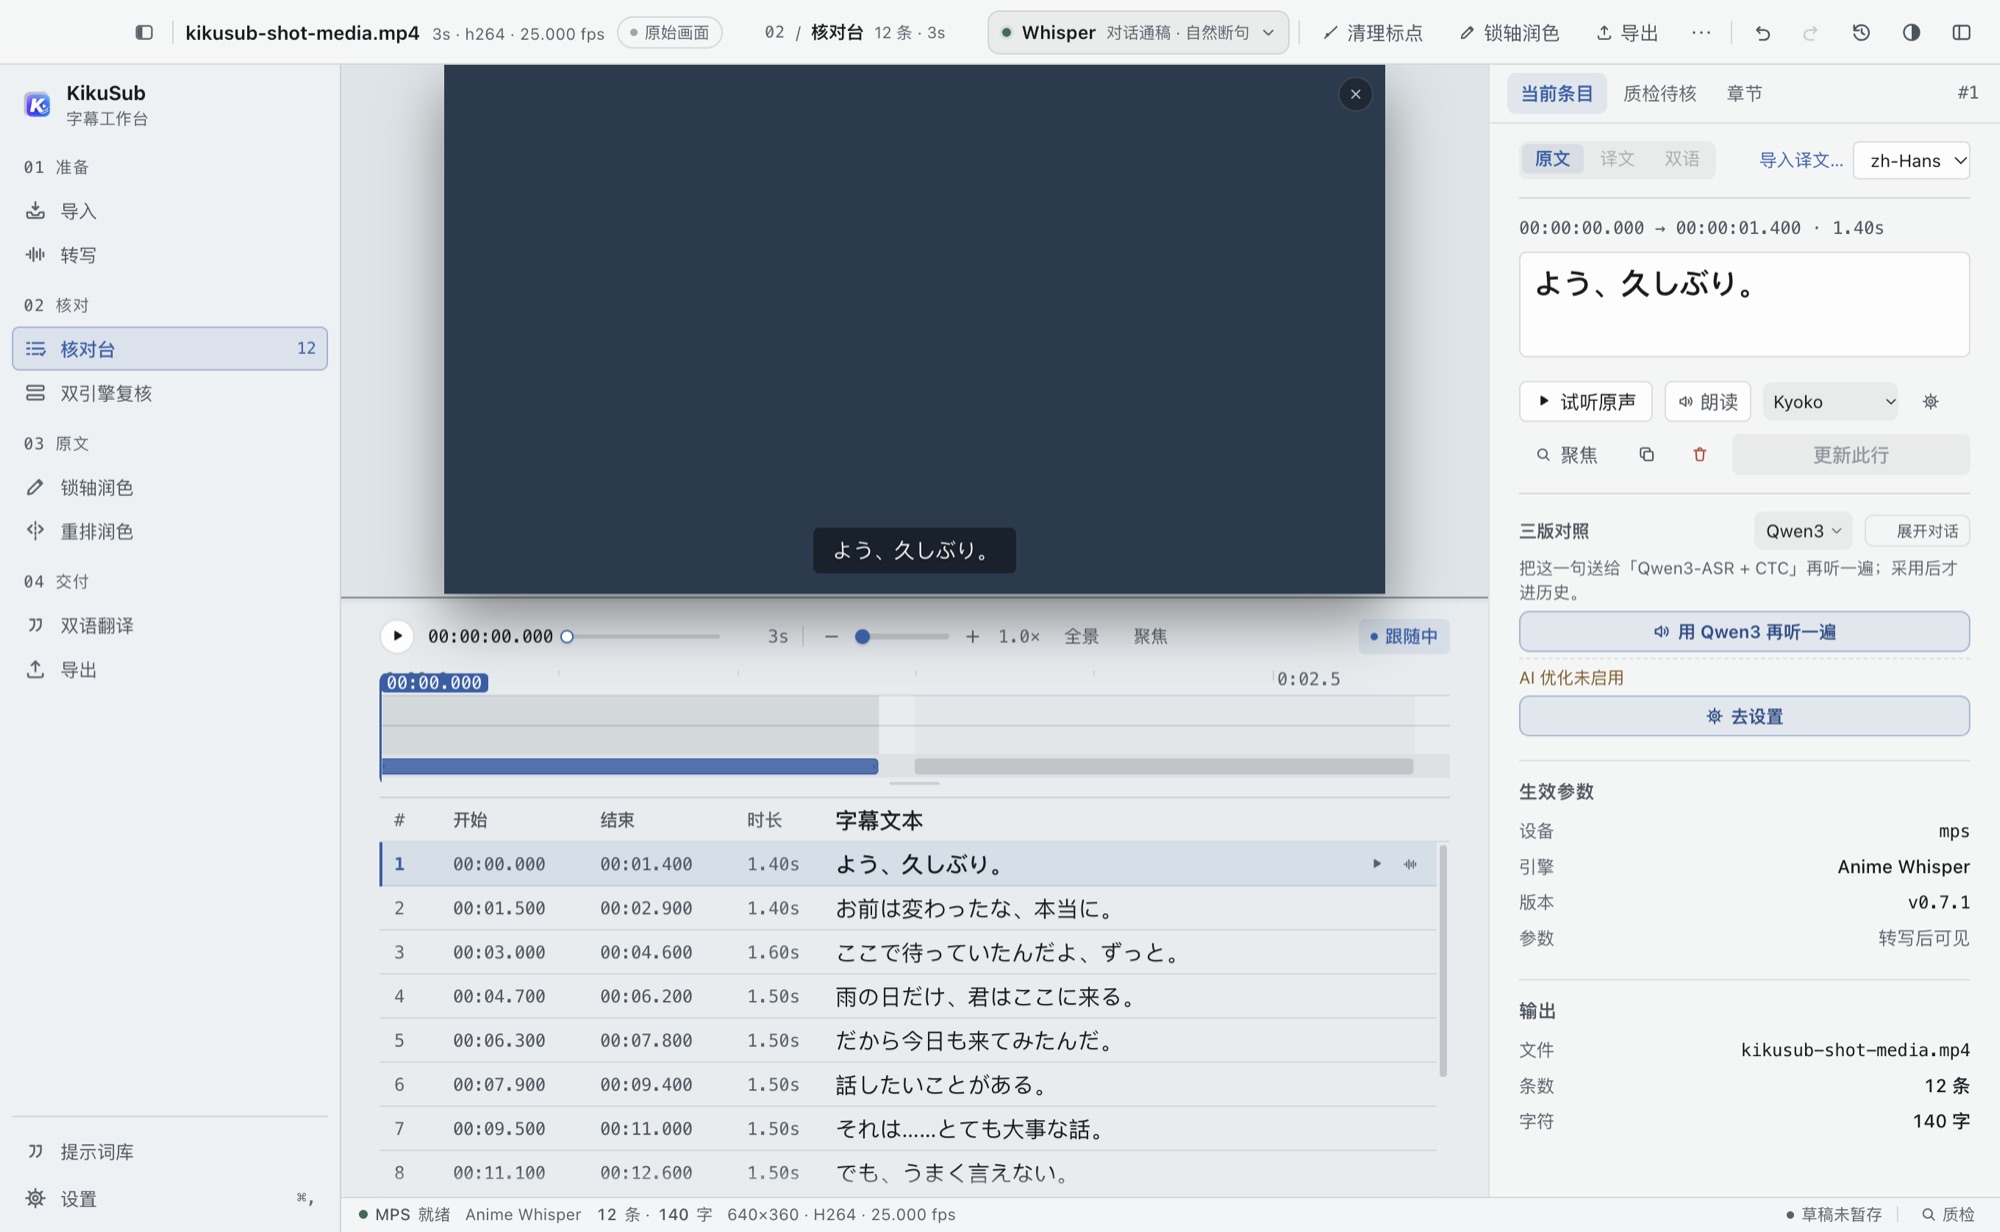 kikusub-shot-media.mp4 3s · h264 · 25.000 fps 原始画面 02 / 核对台 12 条 · 3s Whisper 对话通稿 · 自然断句 清理标点 锁轴润色 导出 ···
KikuSub
字幕工作台
01 准备
导入
转写
02 核对
核对台 12
双引擎复核
03 原文
锁轴润色
重排润色
04 交付
双语翻译
导出
提示词库
设置 ⌘,
よう、久しぶり。
00:00:00.000 3s − + 1.0× 全景 聚焦 跟随中
00:00.000 0:02.5
# 开始 结束 时长 字幕文本
1 00:00.000 00:01.400 1.40s よう、久しぶり。
2 00:01.500 00:02.900 1.40s お前は変わったな、本当に。
3 00:03.000 00:04.600 1.60s ここで待っていたんだよ、ずっと。
4 00:04.700 00:06.200 1.50s 雨の日だけ、君はここに来る。
5 00:06.300 00:07.800 1.50s だから今日も来てみたんだ。
6 00:07.900 00:09.400 1.50s 話したいことがある。
7 00:09.500 00:11.000 1.50s それは……とても大事な話。
8 00:11.100 00:12.600 1.50s でも、うまく言えない。
MPS 就绪 Anime Whisper 12 条 · 140 字 640×360 · H264 · 25.000 fps 草稿未暂存 质检
当前条目 质检待核 章节 #1
原文 译文 双语 导入译文... zh-Hans
00:00:00.000 → 00:00:01.400 · 1.40s
よう、久しぶり。
试听原声 朗读 Kyoko
聚焦 更新此行
三版对照 Qwen3 展开对话
把这一句送给「Qwen3-ASR + CTC」再听一遍；采用后才
进历史。
用 Qwen3 再听一遍
AI 优化未启用
去设置
生效参数
设备 mps
引擎 Anime Whisper
版本 v0.7.1
参数 转写后可见
输出
文件 kikusub-shot-media.mp4
条数 12 条
字符 140 字